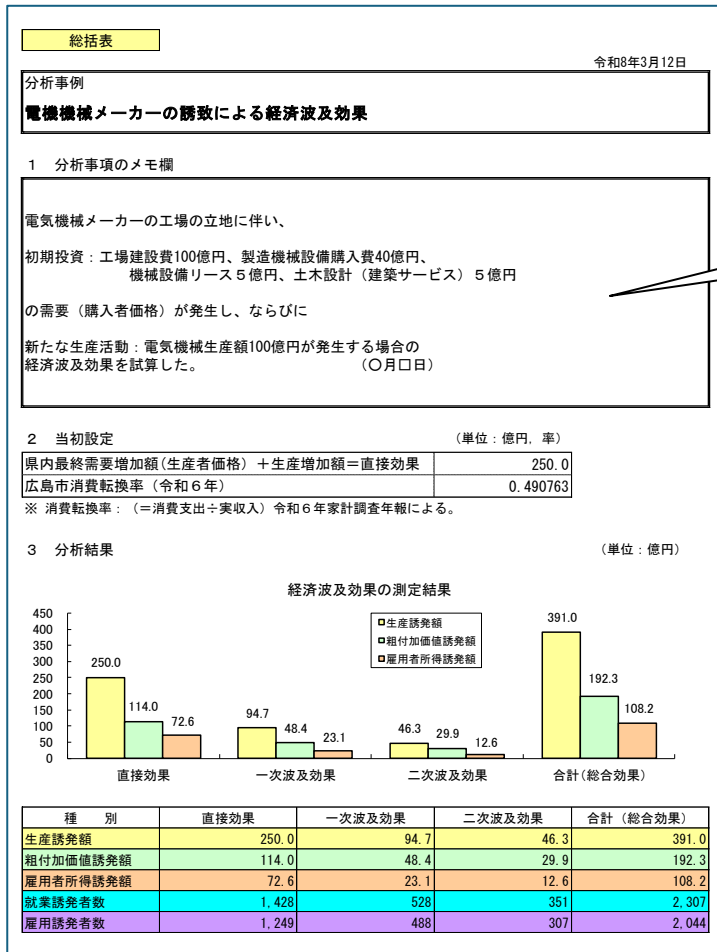 総括表
令和8年3月12日
分析事例
電機機械メーカーの誘致による経済波及効果
１　分析事項のメモ欄
電気機械メーカーの工場の立地に伴い、
初期投資：工場建設費100億円、製造機械設備購入費40億円、
機械設備リース５億円、土木設計（建築サービス）５億円
の需要（購入者価格）が発生し、ならびに
新たな生産活動：電気機械生産額100億円が発生する場合の
経済波及効果を試算した。　（〇月□日）
２　当初設定　（単位：億円，率）
県内最終需要増加額(生産者価格）＋生産増加額＝直接効果　250.0
広島市消費転換率（令和６年）　0.490763
※ 消費転換率：（＝消費支出÷実収入）令和６年家計調査年報による。
３　分析結果　（単位：億円）
経済波及効果の測定結果
450
400
350
300
250
200
150
100
50
0
生産誘発額
粗付加価値誘発額
雇用者所得誘発額
250.0　114.0　72.6
94.7　48.4　23.1
46.3　29.9　12.6
391.0　192.3　108.2
直接効果　一次波及効果　二次波及効果　合計（総合効果）
種　別　直接効果　一次波及効果　二次波及効果　合計（総合効果）
生産誘発額　250.0　94.7　46.3　391.0
粗付加価値誘発額　114.0　48.4　29.9　192.3
雇用者所得誘発額　72.6　23.1　12.6　108.2
就業誘発者数　1,428　528　351　2,307
雇用誘発者数　1,249　488　307　2,044